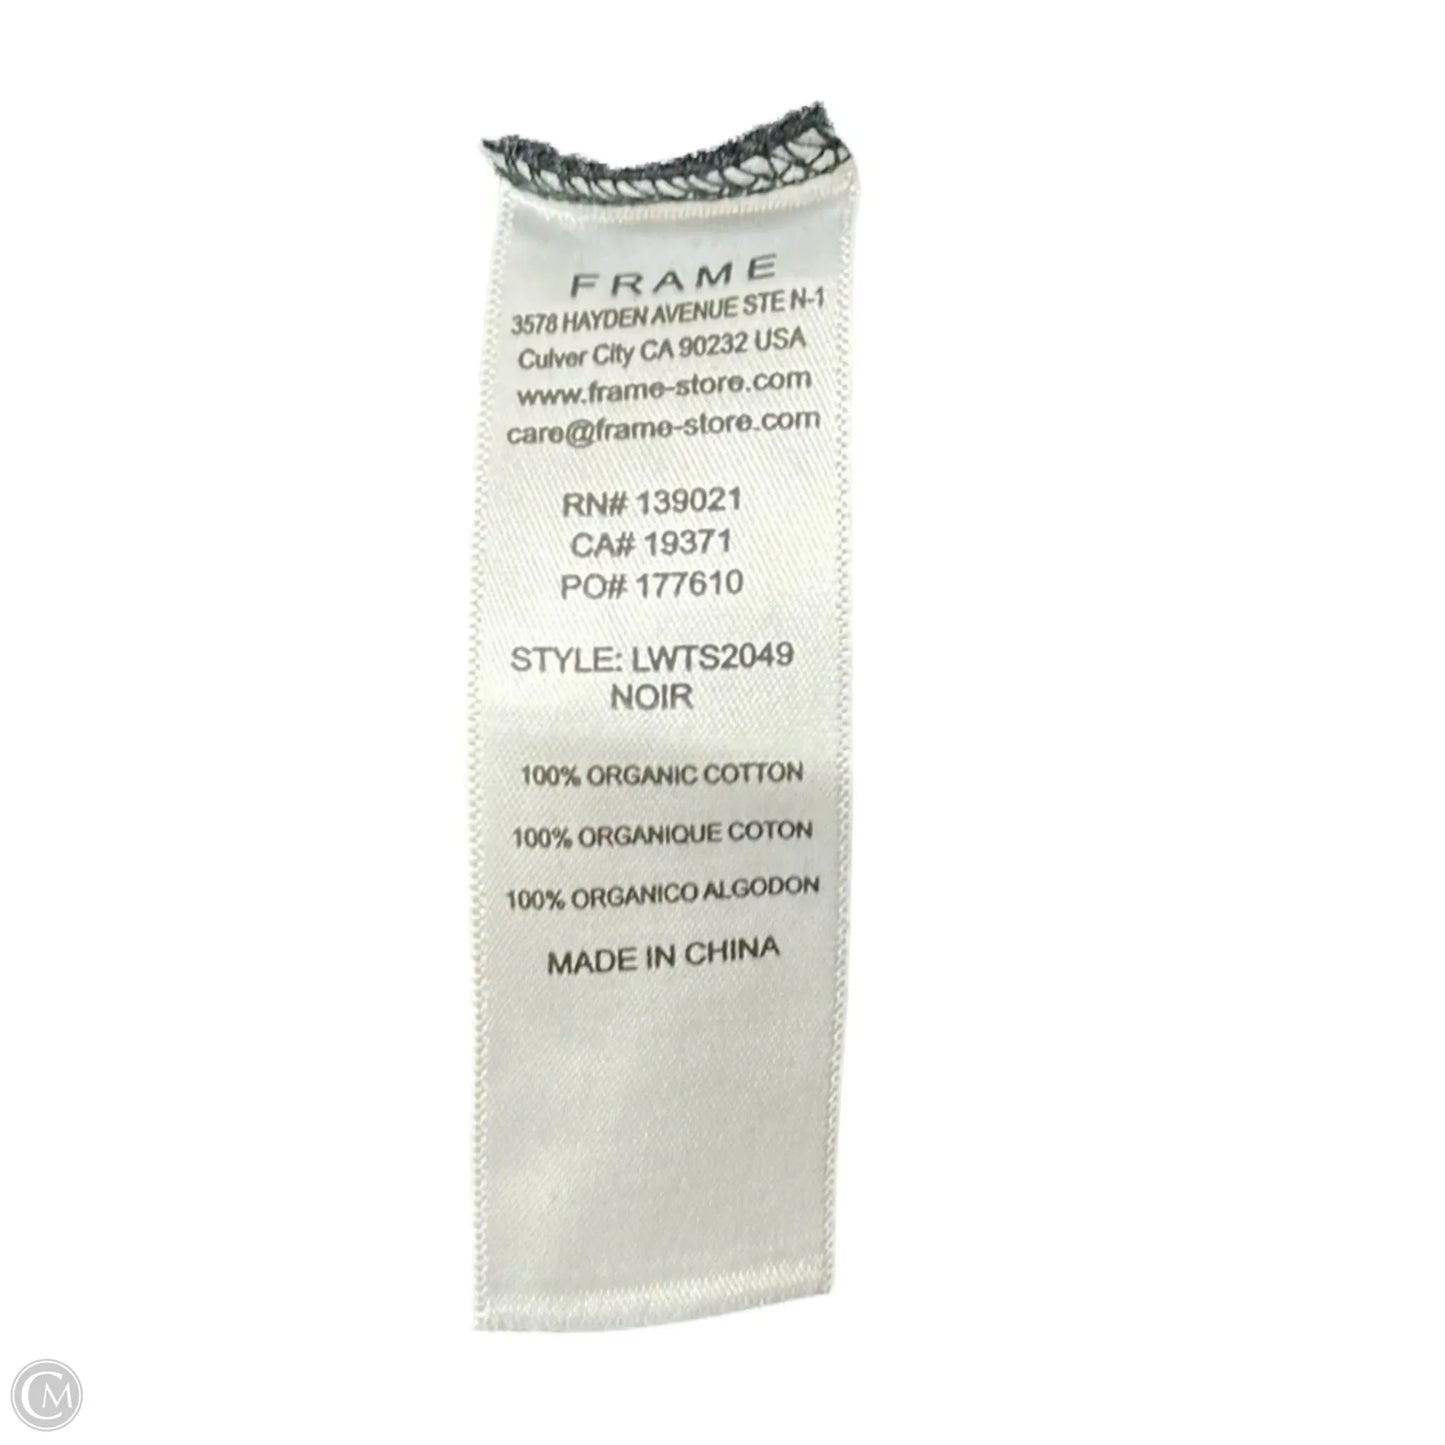 FRAME
3578 HAYDEN AVENUE STE N-1
Culver City CA 90232 USA
www.frame-store.com
care@frame-store.com
RN# 139021
CA# 19371
PO# 177610
STYLE: LWTS2049
NOIR
100% ORGANIC COTTON
100% ORGANIQUE COTON
100% ORGANICO ALGODON
MADE IN CHINA
CM